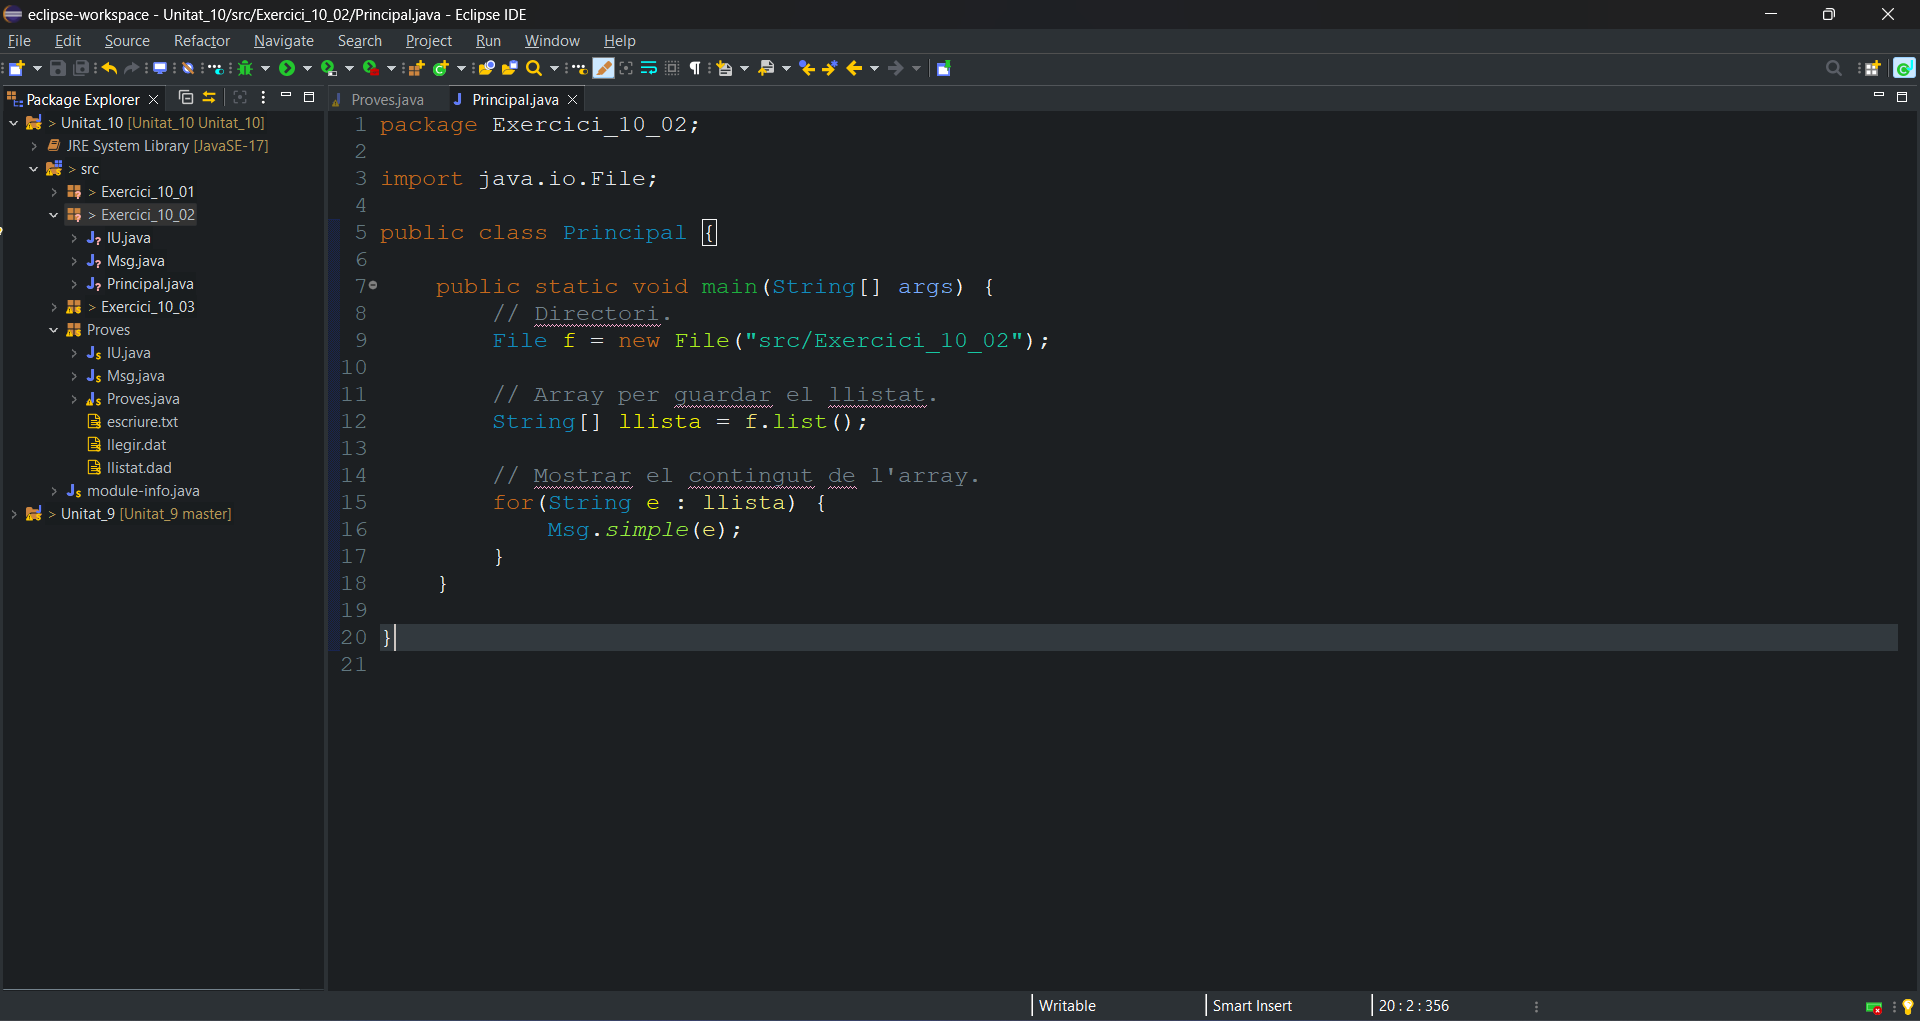 eclipse-workspace - Unitat_10/src/Exercici_10_02/Principal.java - Eclipse IDE
File Edit Source Refactor Navigate Search Project Run Window Help
Package Explorer
Proves.java
Principal.java
> Unitat_10 [Unitat_10 Unitat_10]
JRE System Library [JavaSE-17]
> src
> Exercici_10_01
> Exercici_10_02
IU.java
Msg.java
Principal.java
> Exercici_10_03
Proves
IU.java
Msg.java
Proves.java
escriure.txt
llegir.dat
llistat.dad
module-info.java
> Unitat_9 [Unitat_9 master]
1 package Exercici_10_02;
2
3 import java.io.File;
4
5 public class Principal {
6
7 public static void main(String[] args) {
8 // Directori.
9 File f = new File("src/Exercici_10_02");
10
11 // Array per guardar el llistat.
12 String[] llista = f.list();
13
14 // Mostrar el contingut de l'array.
15 for(String e : llista) {
16 Msg.simple(e);
17 }
18 }
19
20 }
21
Writable
Smart Insert
20 : 2 : 356